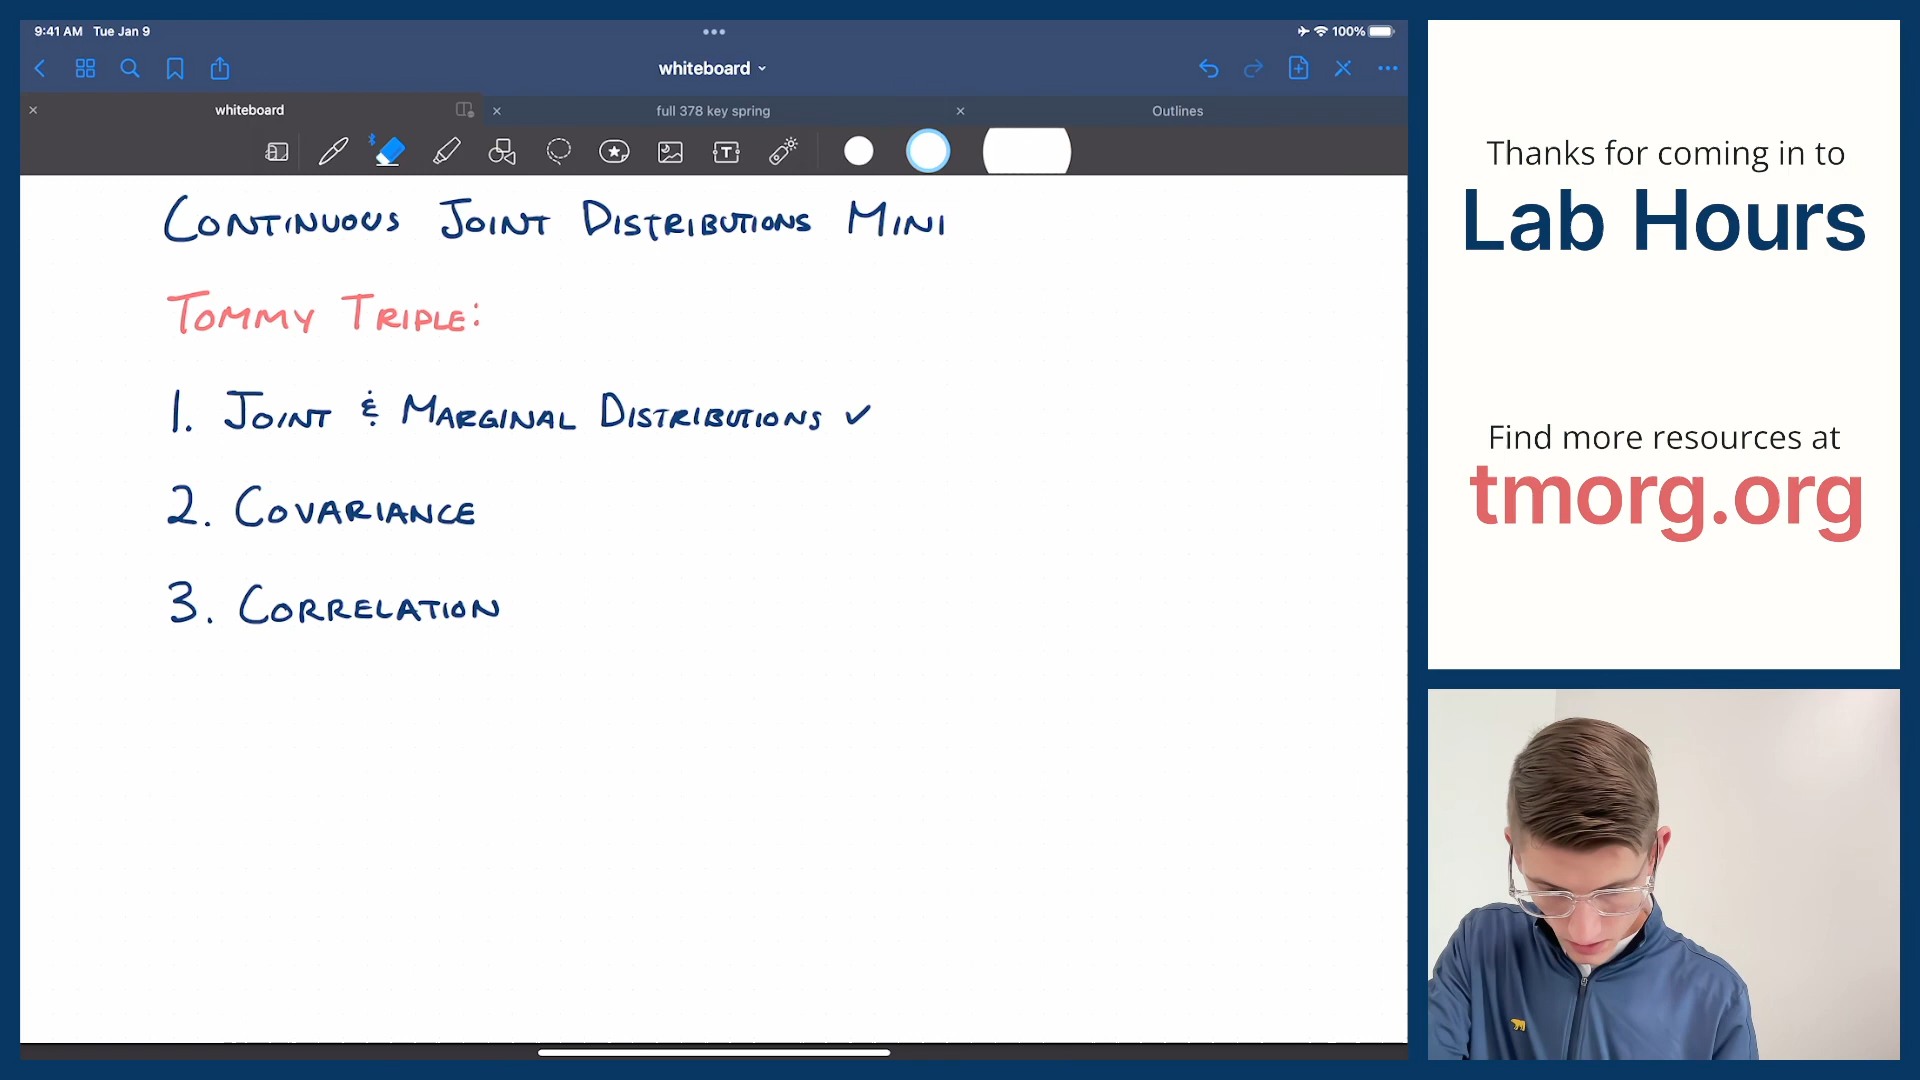 9:41 AM Tue Jan 9
100%
whiteboard
whiteboard
full 378 key spring
Outlines
CONTINUOUS JOINT DISTRIBUTIONS MINI
TOMMY TRIPLE:
1. JOINT & MARGINAL DISTRIBUTIONS ✓
2. COVARIANCE
3. CORRELATION
Thanks for coming in to
Lab Hours
Find more resources at
tmorg.org